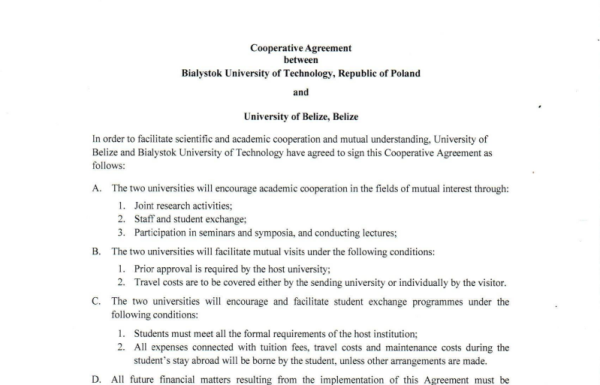 Cooperative Agreement
between
Bialystok University of Technology, Republic of Poland
and
University of Belize, Belize
In order to facilitate scientific and academic cooperation and mutual understanding, University of
Belize and Bialystok University of Technology have agreed to sign this Cooperative Agreement as
follows:
A. The two universities will encourage academic cooperation in the fields of mutual interest through:
1. Joint research activities;
2. Staff and student exchange;
3. Participation in seminars and symposia, and conducting lectures;
B. The two universities will facilitate mutual visits under the following conditions:
1. Prior approval is required by the host university;
2. Travel costs are to be covered either by the sending university or individually by the visitor.
C. The two universities will encourage and facilitate student exchange programmes under the
following conditions:
1. Students must meet all the formal requirements of the host institution;
2. All expenses connected with tuition fees, travel costs and maintenance costs during the
student's stay abroad will be borne by the student, unless other arrangements are made.
D. All future financial matters resulting from the implementation of this Agreement must be